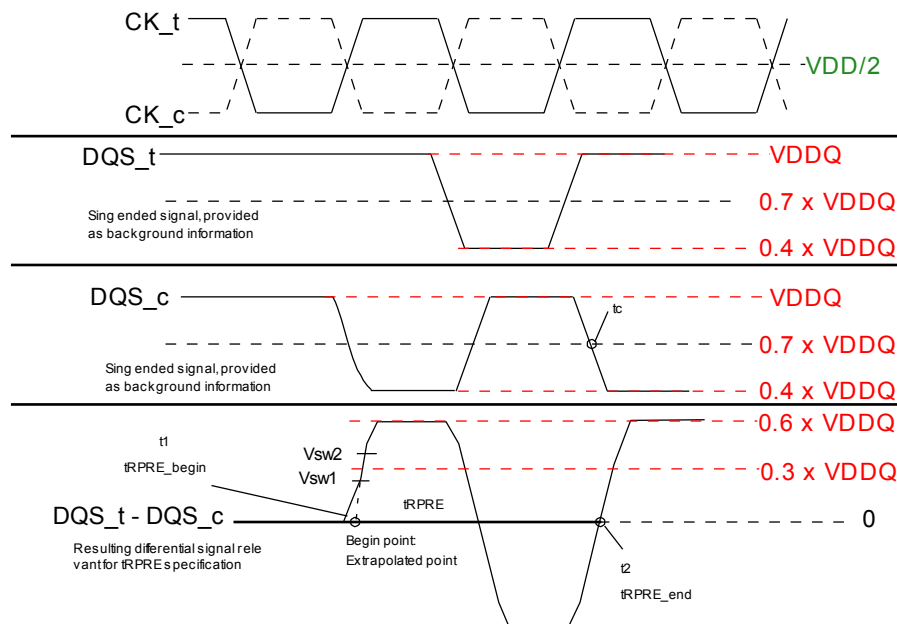 CK_t
VDD/2
CK_c
DQS_t
VDDQ
0.7 x VDDQ
Sing ended signal, provided
as background information
0.4 x VDDQ
DQS_c
VDDQ
tc
0.7 x VDDQ
Sing ended signal, provided
as background information
0.4 x VDDQ
0.6 x VDDQ
t1
tRPRE_begin
Vsw2
0.3 x VDDQ
Vsw1
tRPRE
DQS_t - DQS_c
0
Resulting differential signal rele
vant for tRPRE specification
Begin point:
Extrapolated point
t2
tRPRE_end